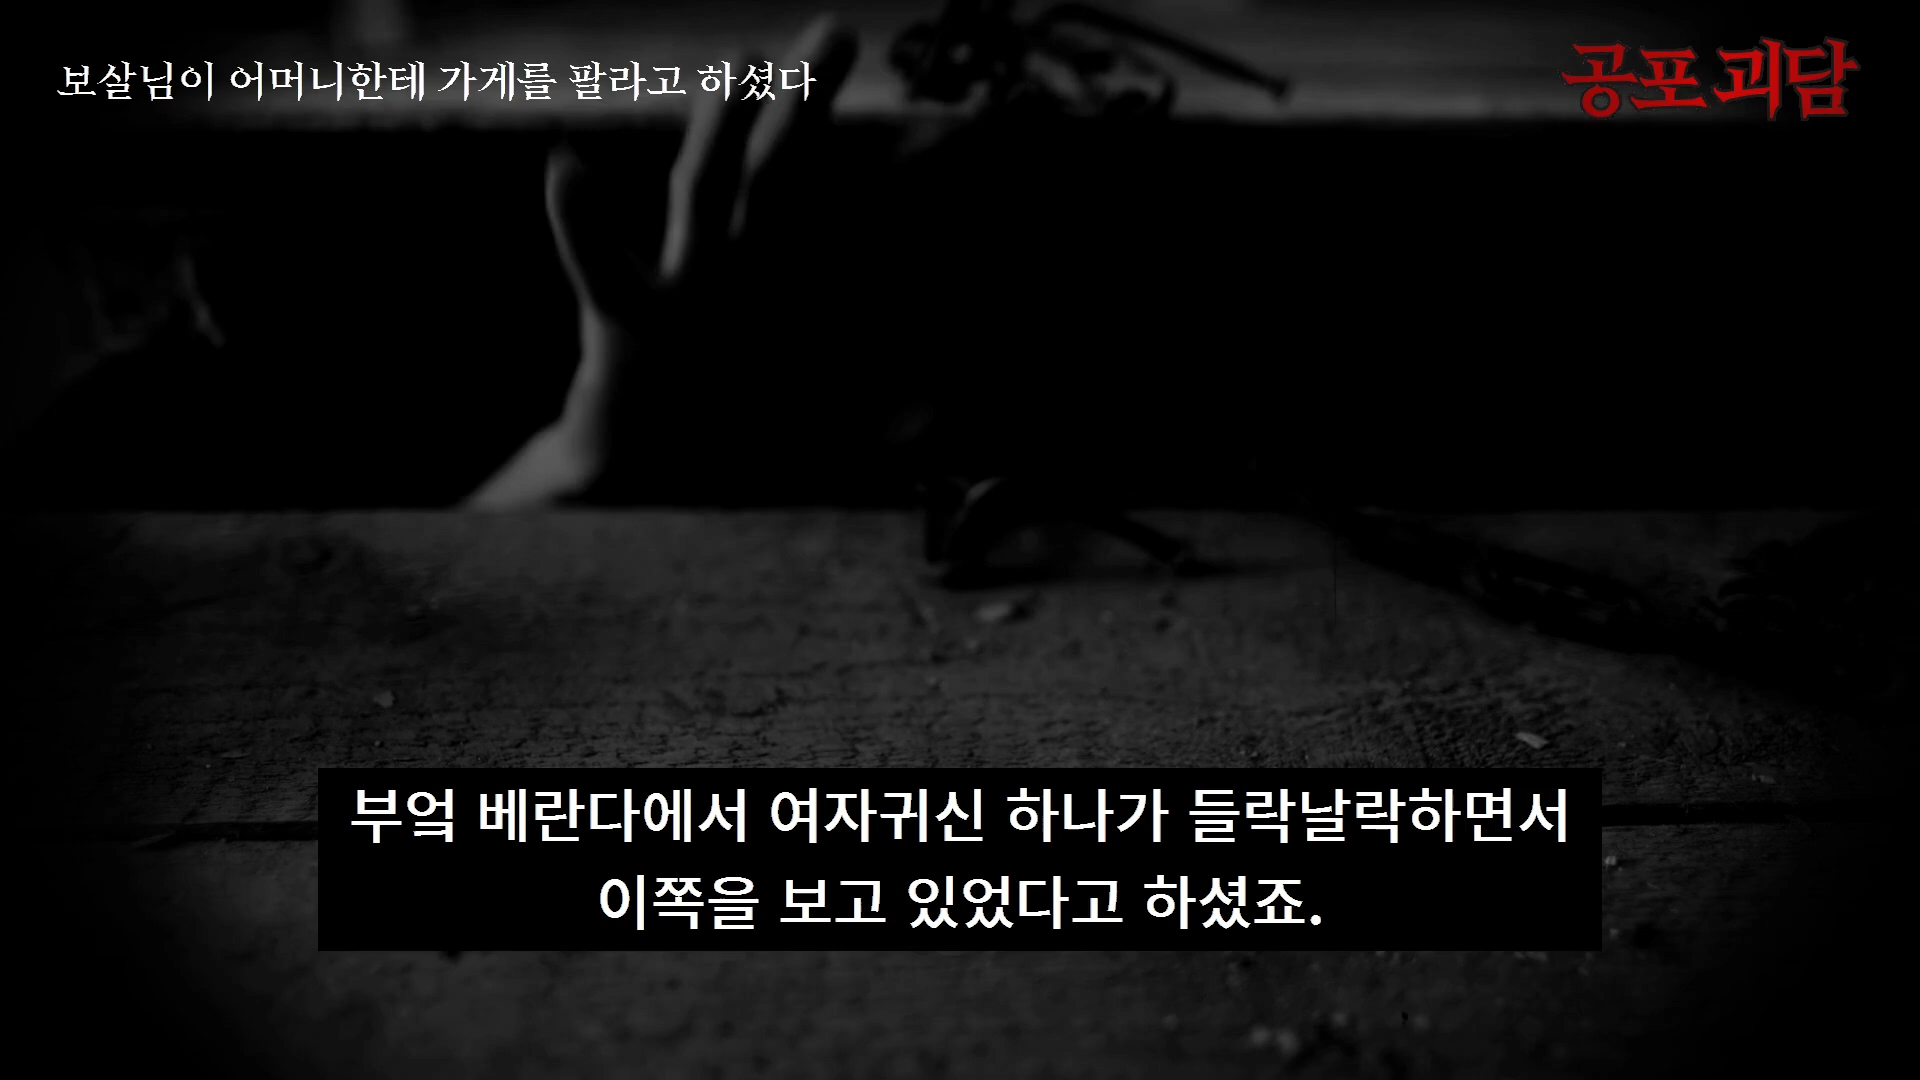 보살님이 어머니한테 가게를 팔라고 하셨다
공포 괴담
부엌 베란다에서 여자귀신 하나가 들락날락하면서
이쪽을 보고 있었다고 하셨죠.